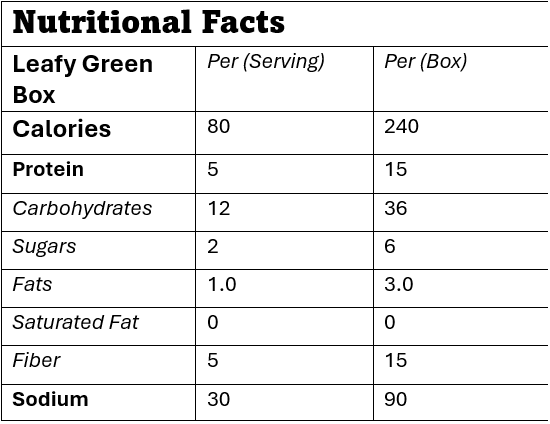 Nutritional Facts
Leafy Green Per (Serving) Per (Box)
Box
Calories 80 240
Protein 5 15
Carbohydrates 12 36
Sugars 2 6
Fats 1.0 3.0
Saturated Fat 0 0
Fiber 5 15
Sodium 30 90